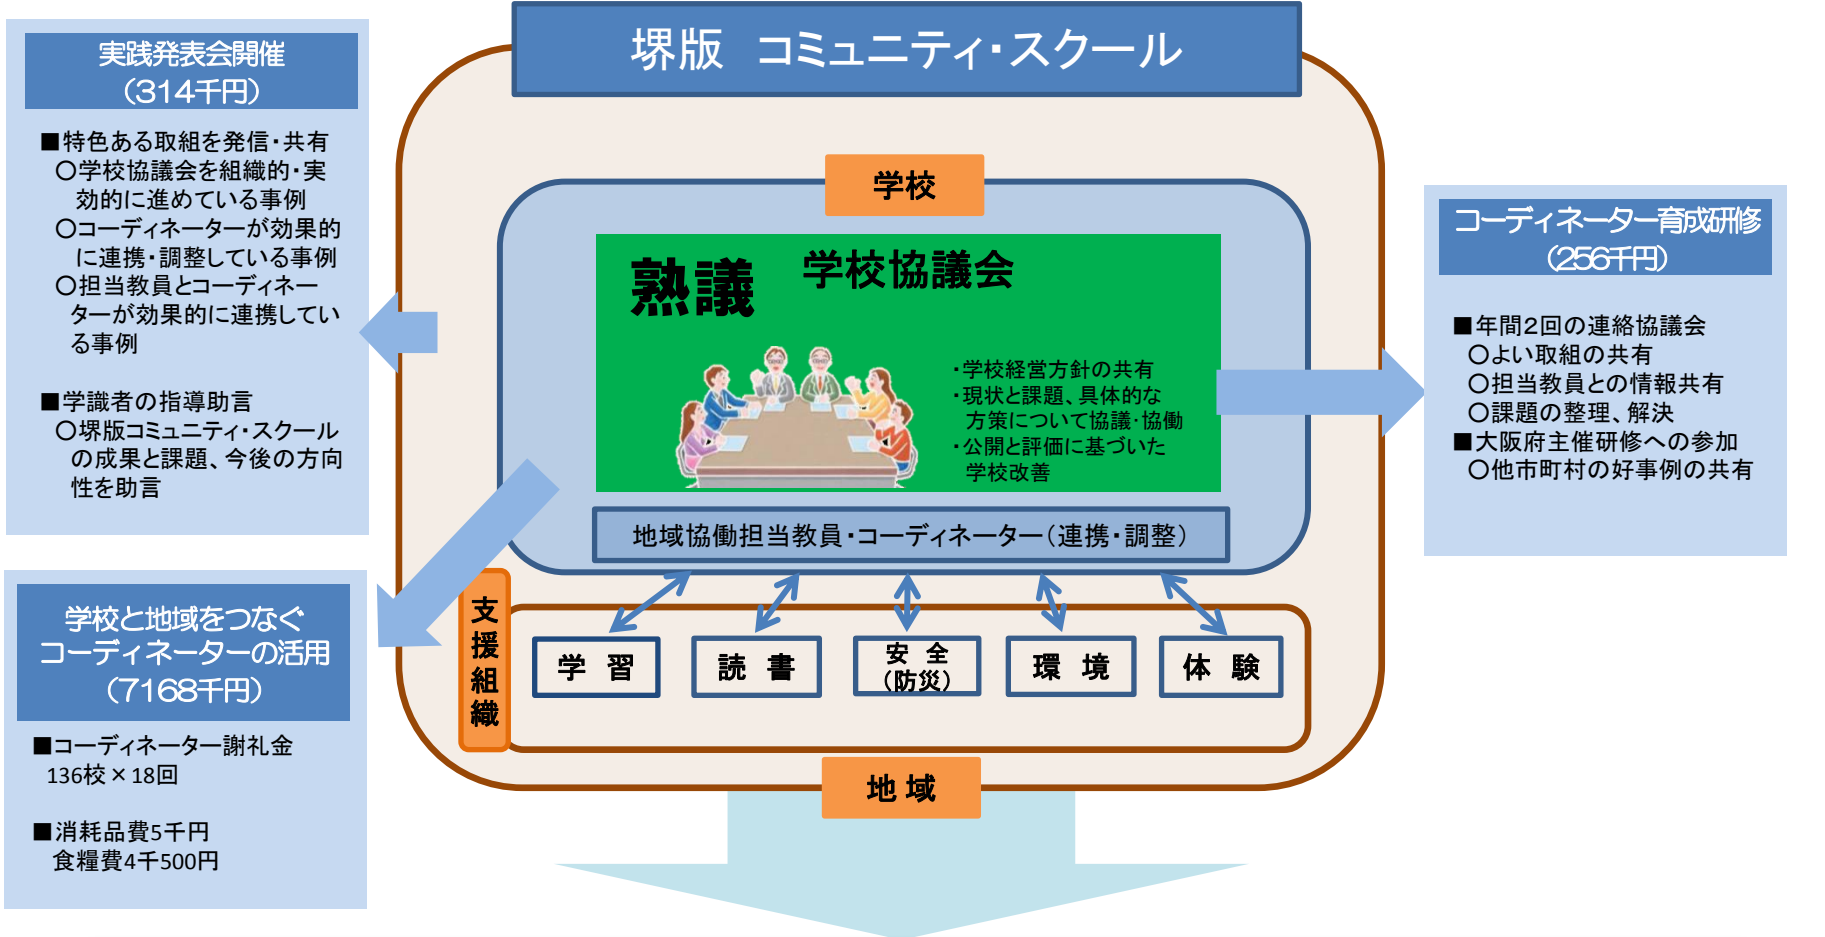 堺版 コミュニティ・スクール
実践発表会開催
(314千円)
■特色ある取組を発信・共有
○学校協議会を組織的・実
効的に進めている事例
○コーディネーターが効果的
に連携・調整している事例
○担当教員とコーディネー
ターが効果的に連携してい
る事例
■学識者の指導助言
○堺版コミュニティ・スクール
の成果と課題、今後の方向
性を助言
学校と地域をつなぐ
コーディネーターの活用
(7168千円)
■コーディネーター謝礼金
136校×18回
■消耗品費5千円
食糧費4千500円
学校
熟議 学校協議会
・学校経営方針の共有
・現状と課題、具体的な
方策について協議・協働
・公開と評価に基づいた
学校改善
地域協働担当教員・コーディネーター(連携・調整)
支援組織
学 習
読 書
安 全
(防災)
環 境
体 験
地 域
コーディネーター育成研修
(256千円)
■年間2回の連絡協議会
○よい取組の共有
○担当教員との情報共有
○課題の整理、解決
■大阪府主催研修への参加
○他市町村の好事例の共有